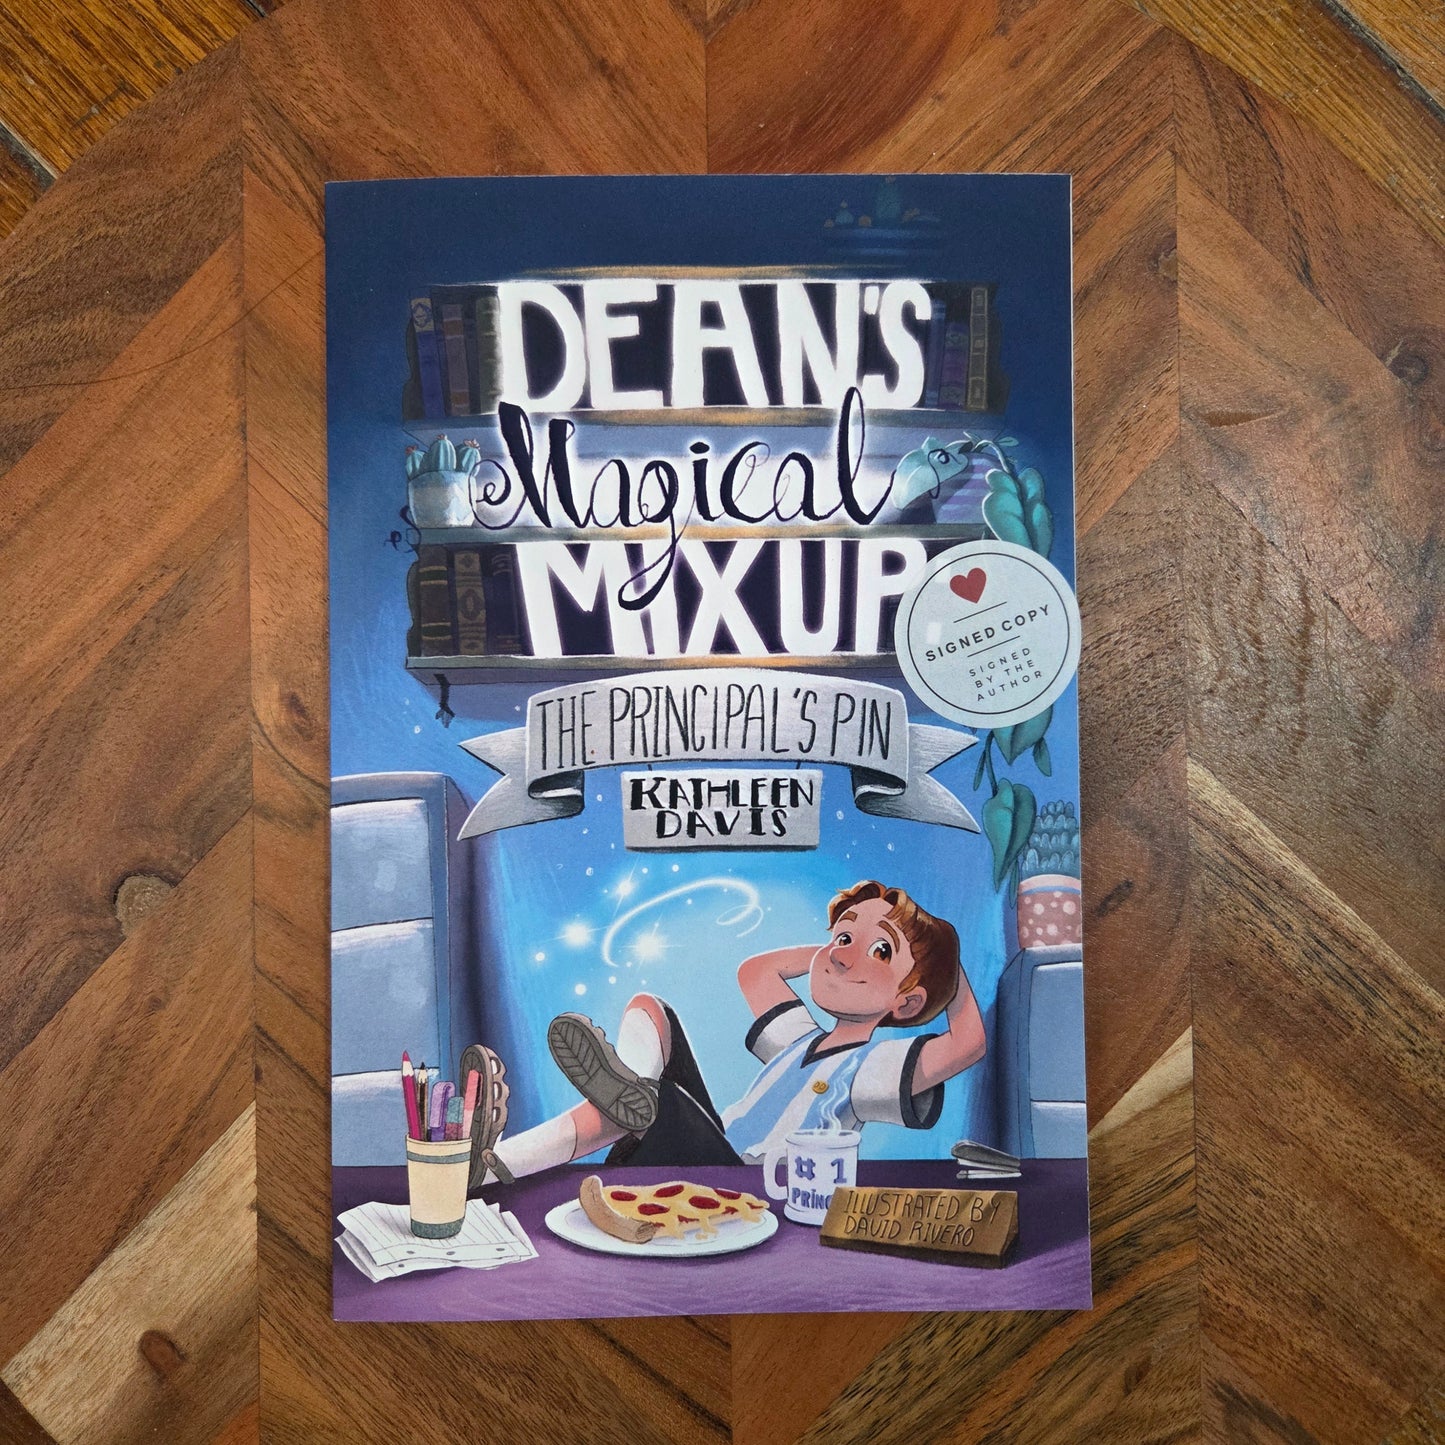 DEAN'S
Magical
MIXUP
SIGNED COPY
SIGNED
BY THE
AUTHOR
THE PRINCIPAL'S PIN
KATHLEEN
DAVIS
# 1
PRINC
ILLUSTRATED BY
DAVID RIVERO